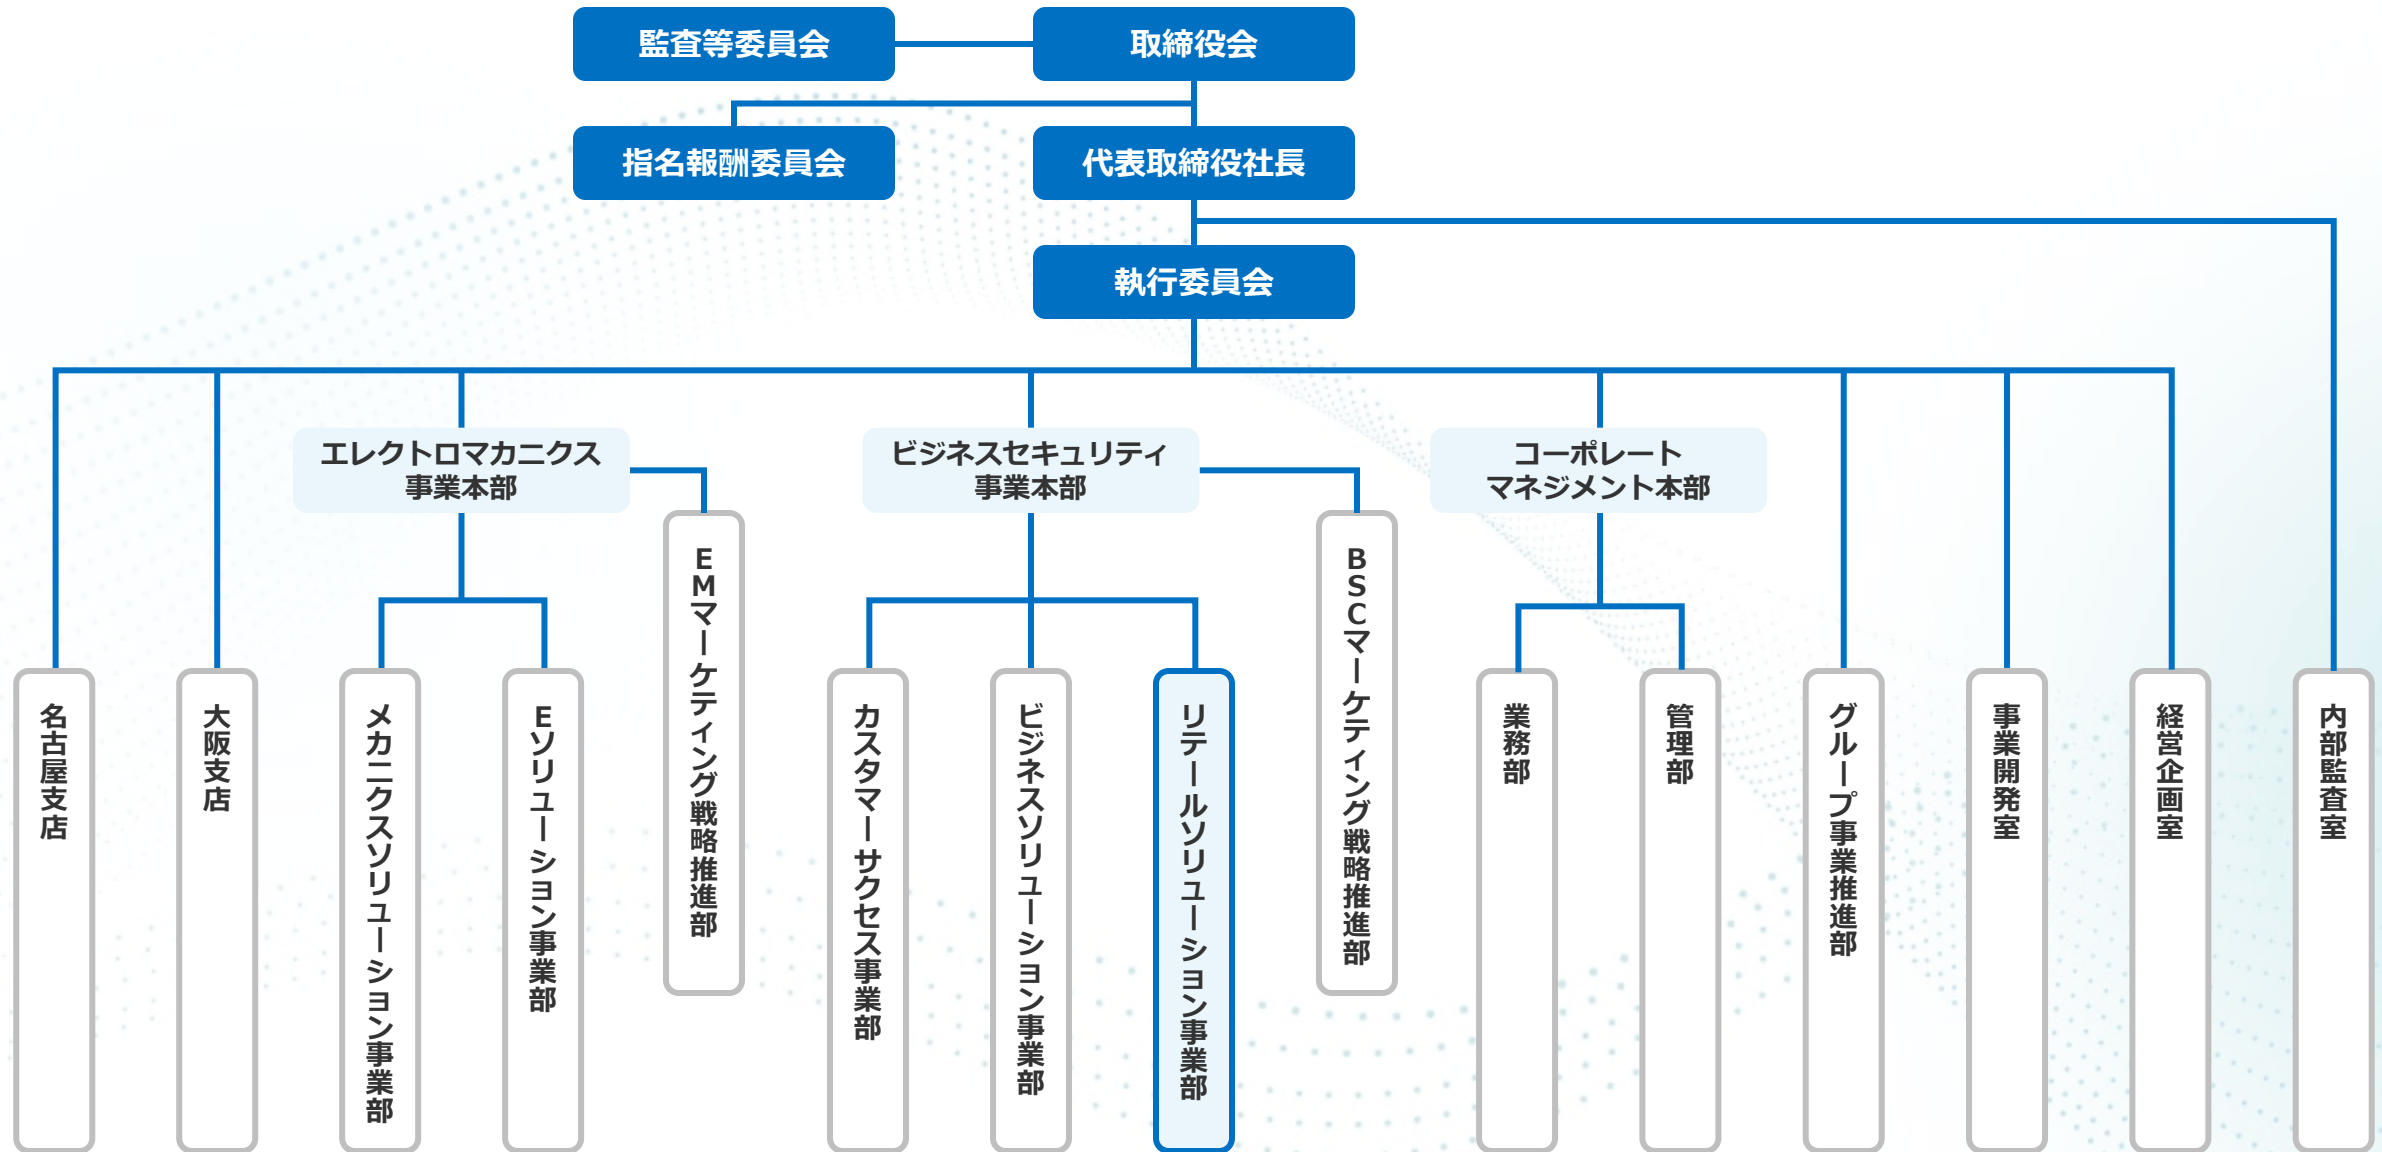 監査等委員会
取締役会
指名報酬委員会
代表取締役社長
執行委員会
エレクトロマカニクス
事業本部
ビジネスセキュリティ
事業本部
コーポレート
マネジメント本部
名古屋支店
大阪支店
メカニクスソリューション事業部
Eソリューション事業部
EMマーケティング戦略推進部
カスタマーサクセス事業部
ビジネスソリューション事業部
リテールソリューション事業部
BSCマーケティング戦略推進部
業務部
管理部
グループ事業推進部
事業開発室
経営企画室
内部監査室